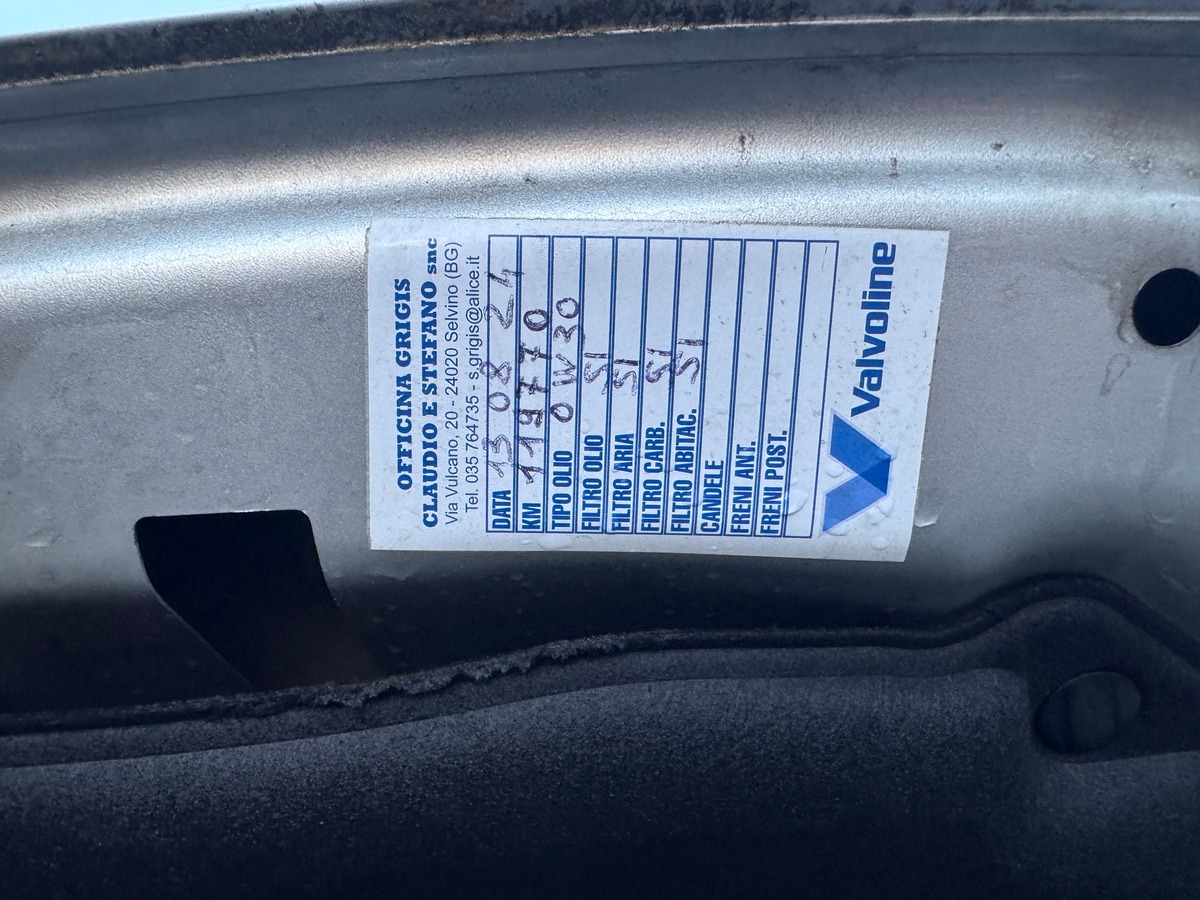 OFFICINA GRIGIS
CLAUDIO E STEFANO snc
Via Vulcano, 20 - 24020 Selvino (BG)
Tel. 035 764735 - s.grigis@alice.it
DATA 13 08 24
KM 119770
TIPO OLIO 0W30
FILTRO OLIO SI
FILTRO ARIA SI
FILTRO CARB. SI
FILTRO ABITAC. SI
CANDELE
FRENI ANT.
FRENI POST.
Valvoline